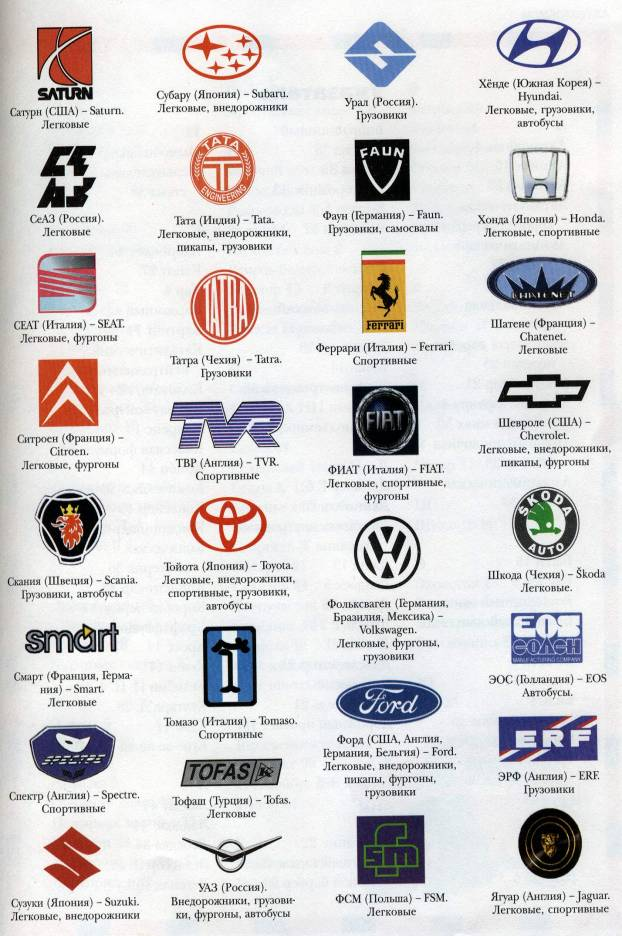 SATURN
Сатурн (США) – Saturn.
Легковые
СеАЗ
СеАЗ (Россия).
Легковые
СЕАТ (Италия) – SEAT.
Легковые, фургоны
Ситроен (Франция) –
Citroen.
Легковые, фургоны
Скания (Швеция) – Scania.
Грузовики, автобусы
smart
Смарт (Франция, Герма-
ния) – Smart.
Легковые
SPECTRE
Спектр (Англия) – Spectre.
Спортивные
Сузуки (Япония) – Suzuki.
Легковые, внедорожники
Субару (Япония) – Subaru.
Легковые, внедорожники
TATA
ENGINEERING
Тата (Индия) – Tata.
Легковые, внедорожники,
пикапы, грузовики
TATRA
Татра (Чехия) – Tatra.
Грузовики
TVR
ТВР (Англия) – TVR.
Спортивные
Тойота (Япония) – Toyota.
Легковые, внедорожники,
спортивные, грузовики,
автобусы
Томазо (Италия) – Tomaso.
Спортивные
TOFAS
Тофаш (Турция) – Tofas.
Легковые
УАЗ (Россия).
Внедорожники, грузови-
ки, фургоны, автобусы
Урал (Россия).
Грузовики
FAUN
Фаун (Германия) – Faun.
Грузовики, самосвалы
Ferrari
Феррари (Италия) – Ferrari.
Спортивные
FIAT
ФИАТ (Италия) – FIAT.
Легковые, спортивные,
фургоны
Фольксваген (Германия,
Бразилия, Мексика) –
Volkswagen.
Легковые, фургоны,
грузовики
Ford
Форд (США, Англия,
Германия, Бельгия) – Ford.
Легковые, внедорожники,
пикапы, фургоны,
грузовики
fsm
ФСМ (Польша) – FSM.
Легковые
Хёнде (Южная Корея) –
Hyundai.
Легковые, грузовики,
автобусы
Хонда (Япония) – Honda.
Легковые, спортивные
CHATENET
Шатене (Франция) –
Chatenet.
Легковые
Шевроле (США) –
Chevrolet.
Легковые, внедорожники,
пикапы, фургоны
ŠKODA
AUTO
Шкода (Чехия) – Škoda
Легковые.
EOS
COACH
MANUFACTURING COMPANY
ЭОС (Голландия) – EOS
Автобусы.
ERF
ЭРФ (Англия) – ERF.
Грузовики
Ягуар (Англия) – Jaguar.
Легковые, спортивные